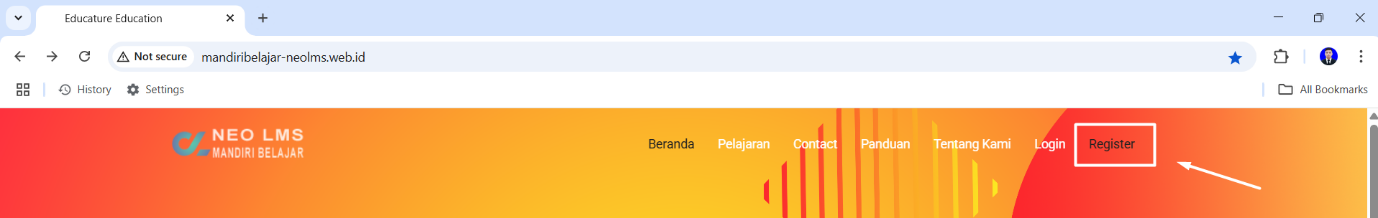 Educature Education
Not secure mandiribelajar-neolms.web.id
History Settings All Bookmarks
NEO LMS
MANDIRI BELAJAR
Beranda Pelajaran Contact Panduan Tentang Kami Login Register